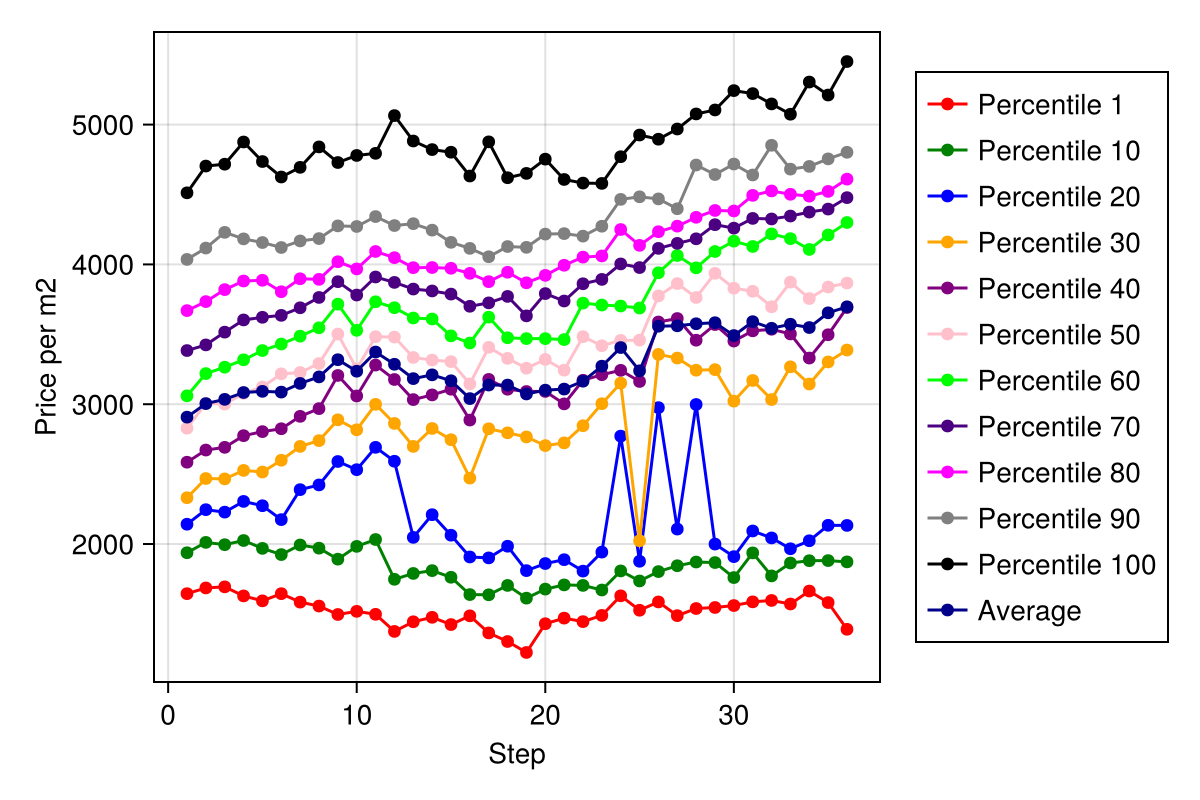 5000
4000
3000
2000
Price per m2
0
10
20
30
Step
Percentile 1
Percentile 10
Percentile 20
Percentile 30
Percentile 40
Percentile 50
Percentile 60
Percentile 70
Percentile 80
Percentile 90
Percentile 100
Average